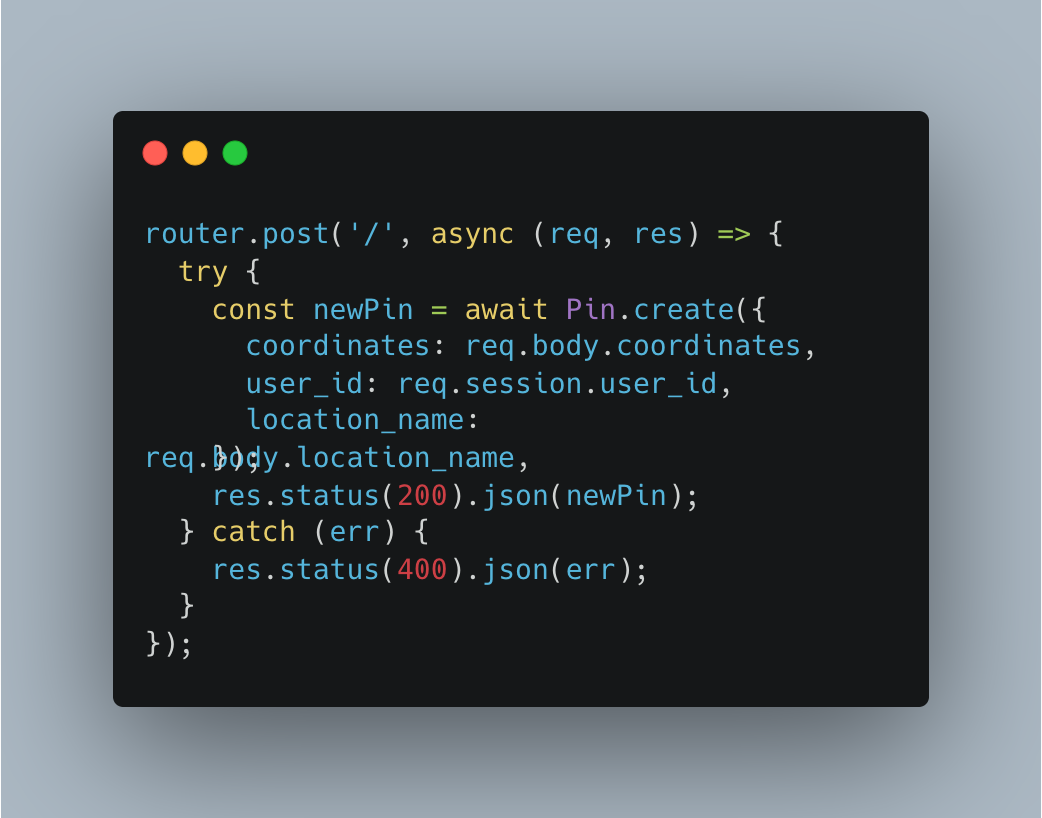 router.post('/', async (req, res) => {
  try {
    const newPin = await Pin.create({
      coordinates: req.body.coordinates,
      user_id: req.session.user_id,
      location_name:
req.body.location_name,
    });
    res.status(200).json(newPin);
  } catch (err) {
    res.status(400).json(err);
  }
});